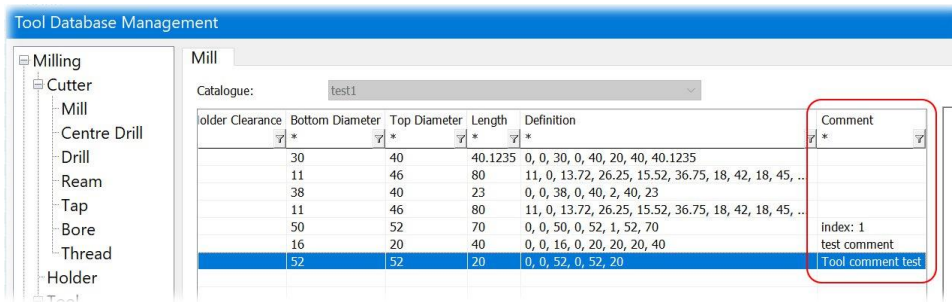 Tool Database Management
Milling
Cutter
Mill
Centre Drill
Drill
Ream
Tap
Bore
Thread
Holder
Mill
Catalogue: test1
older Clearance Bottom Diameter Top Diameter Length Definition Comment
* * * * *
30 40 40.1235 0, 0, 30, 0, 40, 20, 40, 40.1235
11 46 80 11, 0, 13.72, 26.25, 15.52, 36.75, 18, 42, 18, 45, ...
38 40 23 0, 0, 38, 0, 40, 2, 40, 23
11 46 80 11, 0, 13.72, 26.25, 15.52, 36.75, 18, 42, 18, 45, ...
50 52 70 0, 0, 50, 0, 52, 1, 52, 70 index: 1
16 20 40 0, 0, 16, 0, 20, 20, 20, 40 test comment
52 52 20 0, 0, 52, 0, 52, 20 Tool comment test